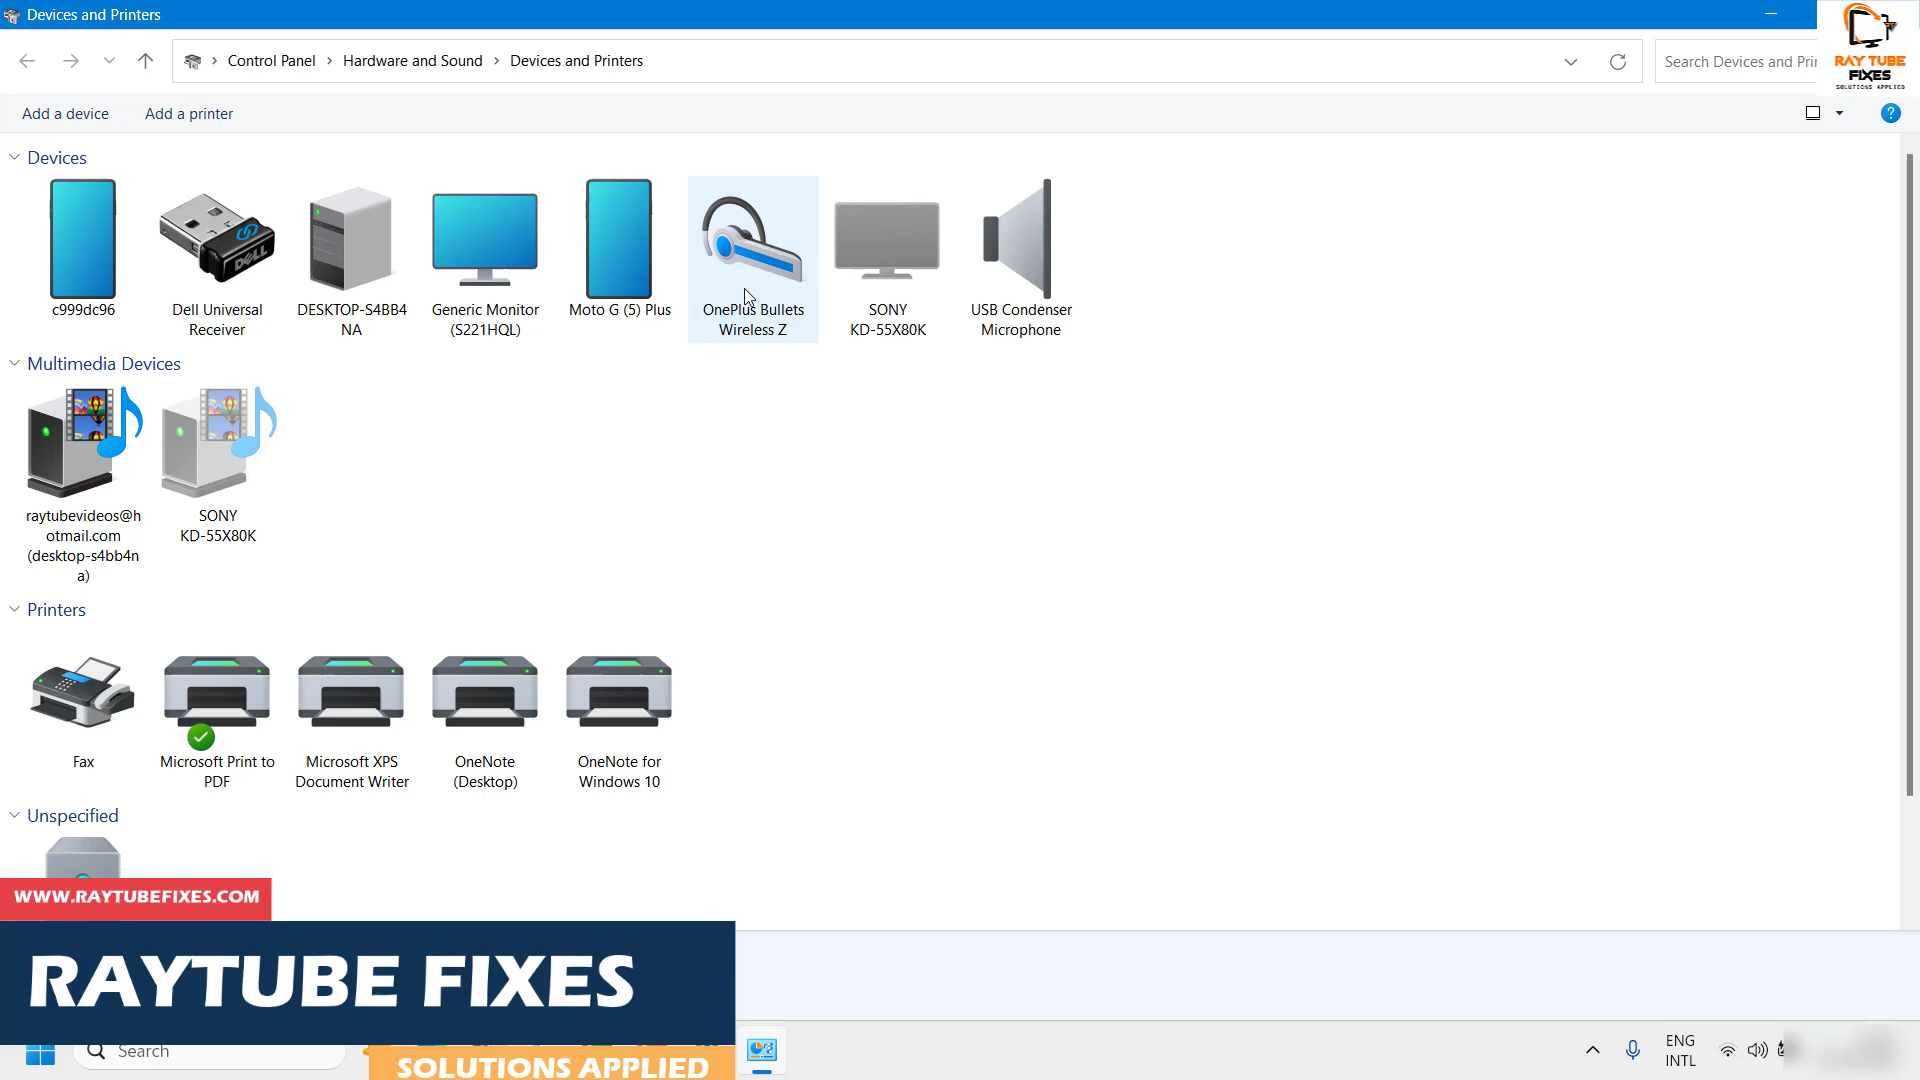 Devices and Printers
Control Panel > Hardware and Sound > Devices and Printers
Search Devices and Prin
RAY TUBE
FIXES
SOLUTIONS APPLIED
Add a device Add a printer
?
Devices
c999dc96
Dell Universal
Receiver
DESKTOP-S4BB4
NA
Generic Monitor
(S221HQL)
Moto G (5) Plus
OnePlus Bullets
Wireless Z
SONY
KD-55X80K
USB Condenser
Microphone
DELL
Multimedia Devices
raytubevideos@h
otmail.com
(desktop-s4bb4n
a)
SONY
KD-55X80K
Printers
Fax
Microsoft Print to
PDF
Microsoft XPS
Document Writer
OneNote
(Desktop)
OneNote for
Windows 10
Unspecified
WWW.RAYTUBEFIXES.COM
RAYTUBE FIXES
SOLUTIONS APPLIED
Search
ENG
INTL